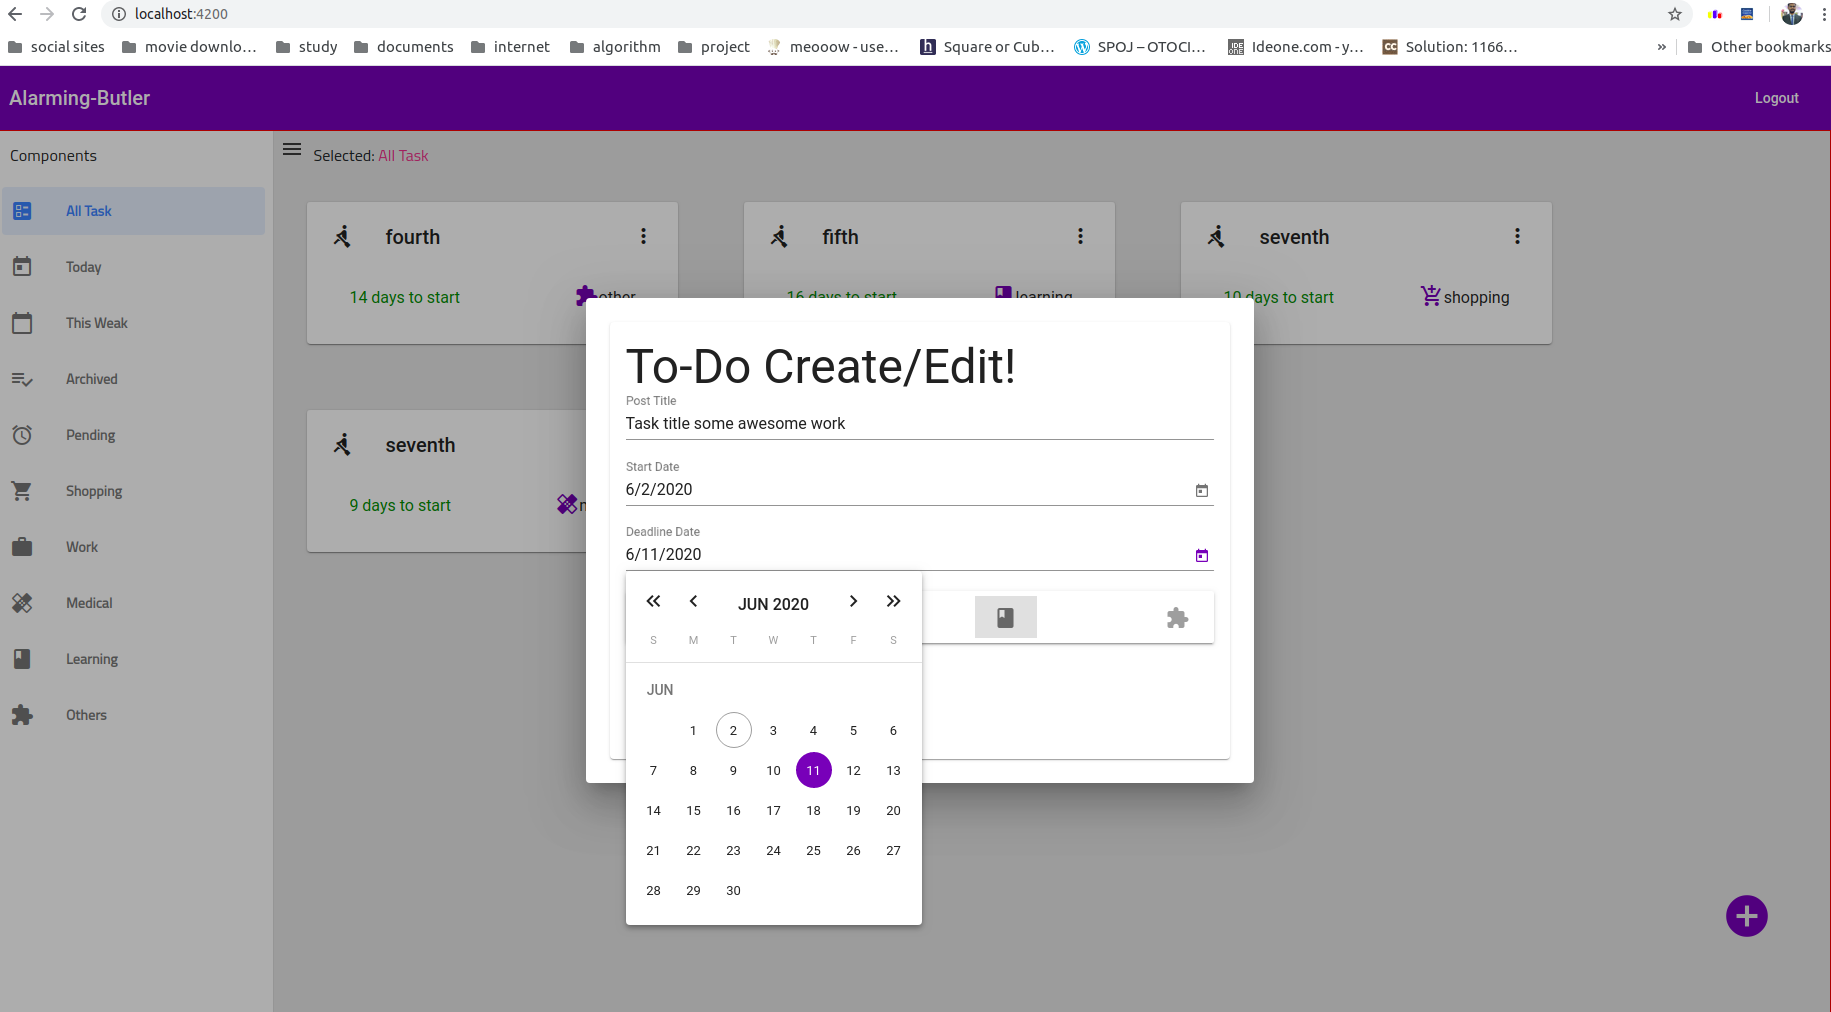 localhost:4200
social sites
movie downlo...
study
documents
internet
algorithm
project
meooow - use...
Square or Cub...
SPOJ – OTOCI...
Ideone.com - y...
Solution: 1166...
»
Other bookmarks
Alarming-Butler
Logout
Components
Selected: All Task
All Task
Today
This Weak
Archived
Pending
Shopping
Work
Medical
Learning
Others
fourth
14 days to start
other
fifth
16 days to start
learning
seventh
10 days to start
shopping
seventh
9 days to start
To-Do Create/Edit!
Post Title
Task title some awesome work
Start Date
6/2/2020
Deadline Date
6/11/2020
JUN 2020
S M T W T F S
JUN
1 2 3 4 5 6
7 8 9 10 11 12 13
14 15 16 17 18 19 20
21 22 23 24 25 26 27
28 29 30